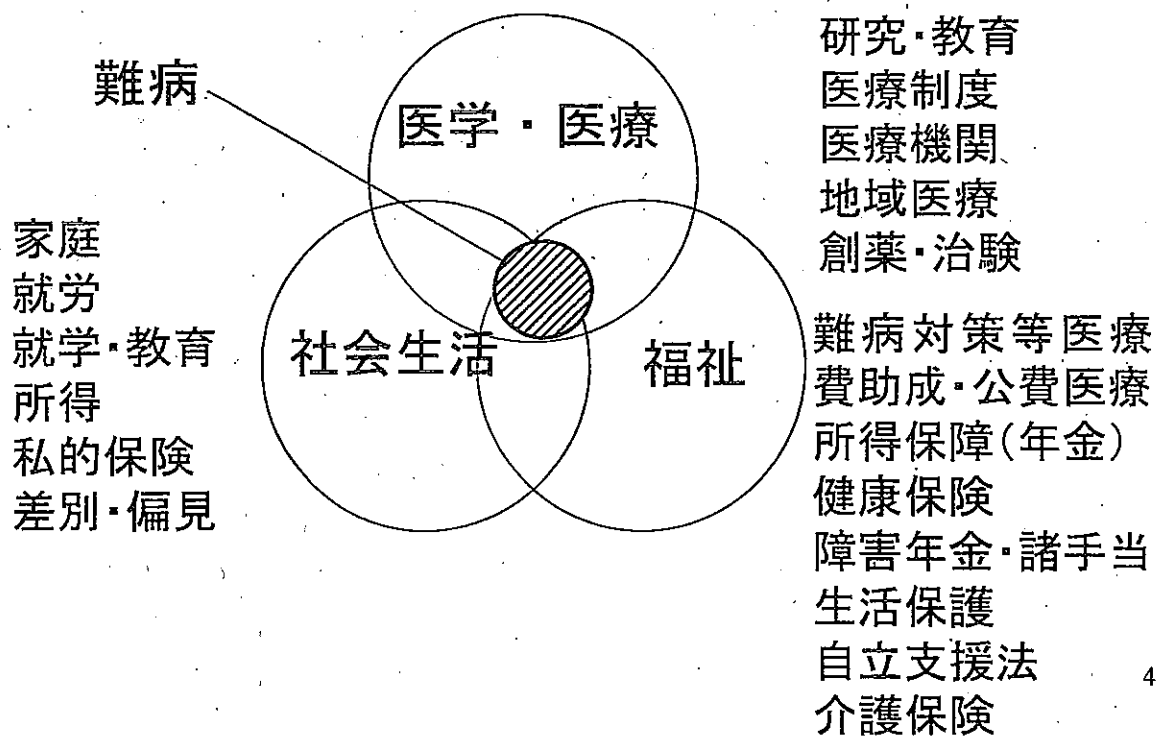 難病
医学・医療
社会生活
福祉
家庭
就労
就学・教育
所得
私的保険
差別・偏見
研究・教育
医療制度
医療機関
地域医療
創薬・治験
難病対策等医療
費助成・公費医療
所得保障(年金)
健康保険
障害年金・諸手当
生活保護
自立支援法
介護保険
4